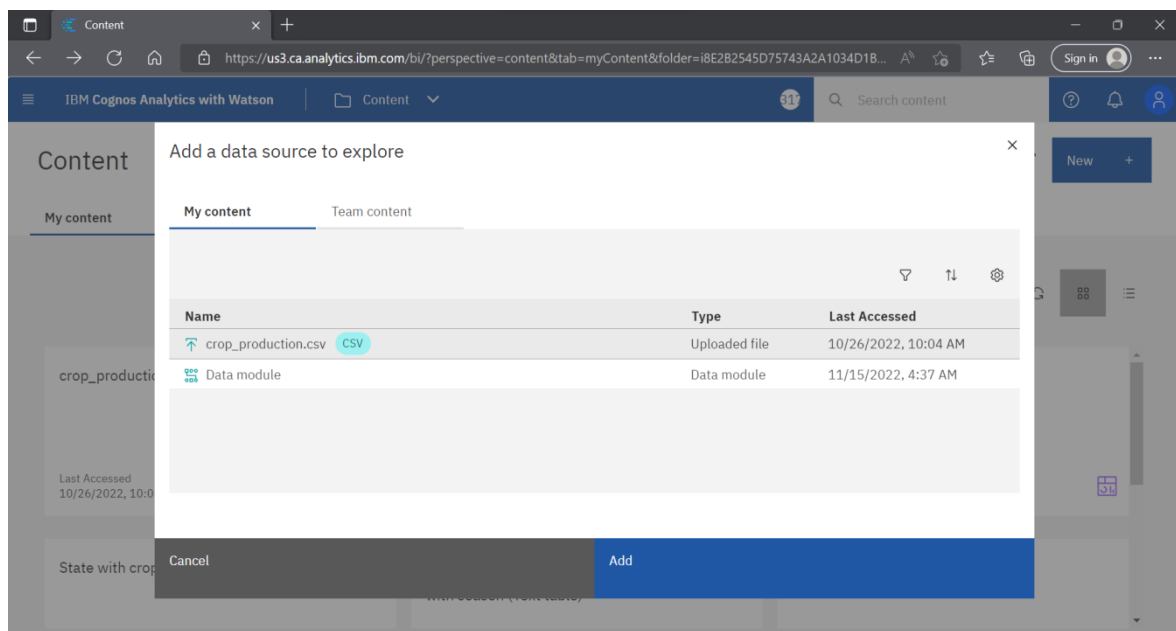 Content
https://us3.ca.analytics.ibm.com/bi/?perspective=content&tab=myContent&folder=i8E2B2545D75743A2A1034D1B...
Sign in
IBM Cognos Analytics with Watson
Content
317
Search content
Content
New +
My content
Add a data source to explore
My content Team content
Name Type Last Accessed
crop_production.csv CSV Uploaded file 10/26/2022, 10:04 AM
Data module Data module 11/15/2022, 4:37 AM
crop_productio
Last Accessed
10/26/2022, 10:0
Cancel Add
State with crop